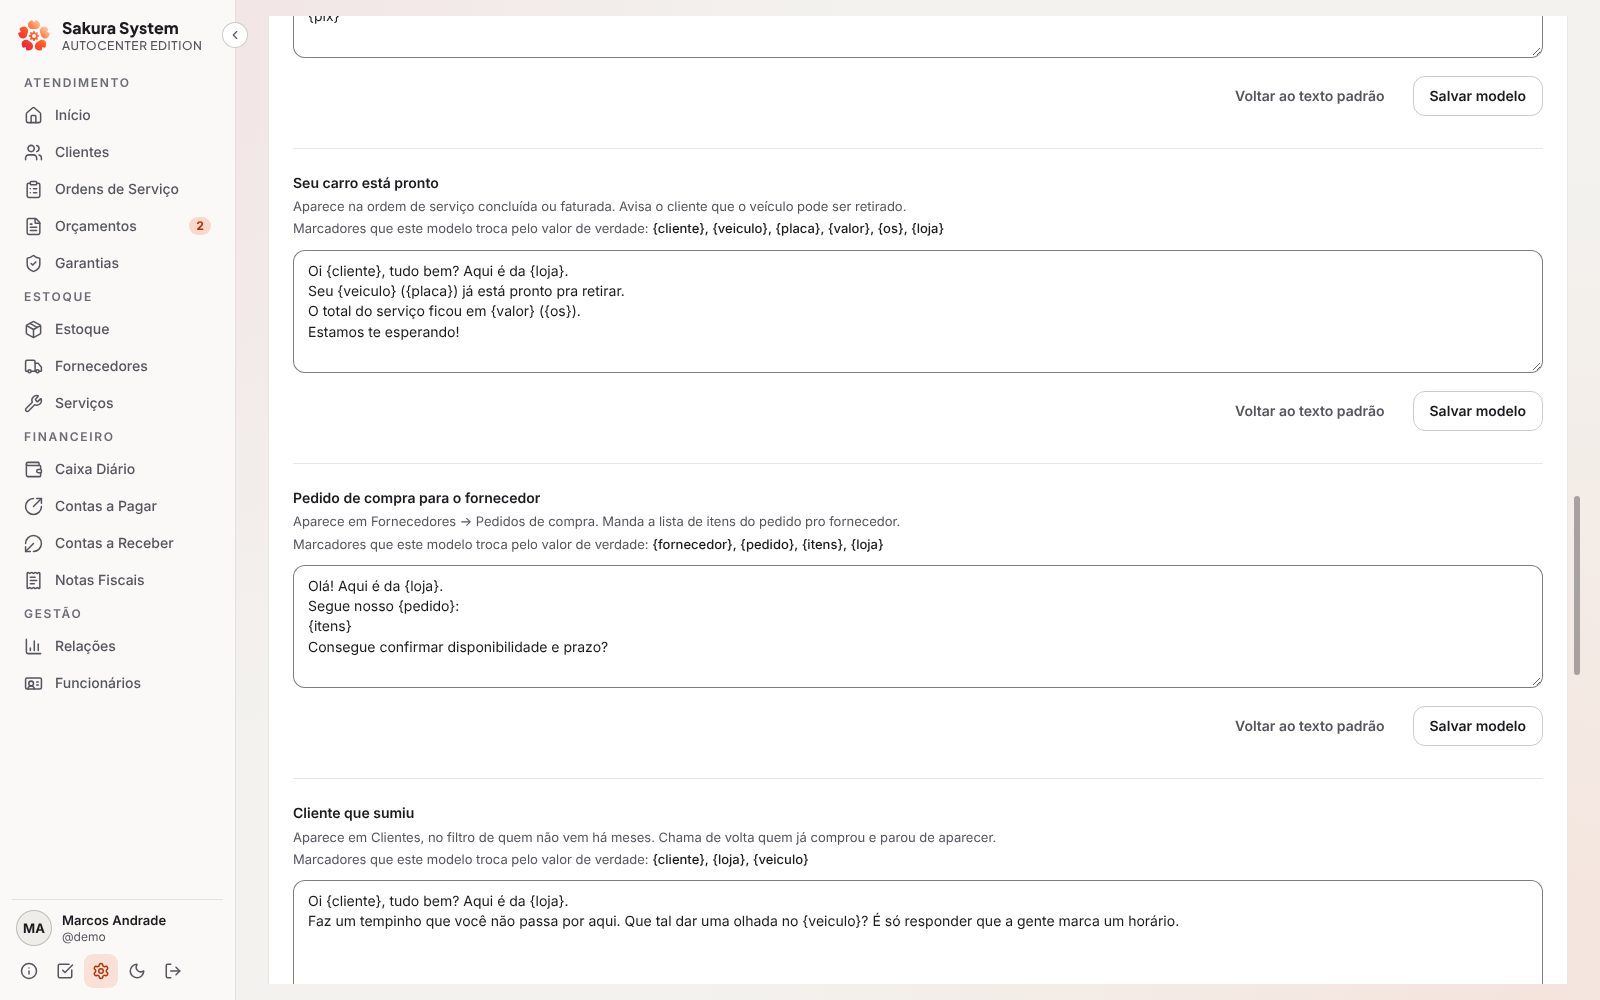 Sakura System
AUTOCENTER EDITION
ATENDIMENTO
Início
Clientes
Ordens de Serviço
Orçamentos 2
Garantias
ESTOQUE
Estoque
Fornecedores
Serviços
FINANCEIRO
Caixa Diário
Contas a Pagar
Contas a Receber
Notas Fiscais
GESTÃO
Relações
Funcionários
MA
Marcos Andrade
@demo
{pix}
Voltar ao texto padrão Salvar modelo
Seu carro está pronto
Aparece na ordem de serviço concluída ou faturada. Avisa o cliente que o veículo pode ser retirado.
Marcadores que este modelo troca pelo valor de verdade: {cliente}, {veiculo}, {placa}, {valor}, {os}, {loja}
Oi {cliente}, tudo bem? Aqui é da {loja}.
Seu {veiculo} ({placa}) já está pronto pra retirar.
O total do serviço ficou em {valor} ({os}).
Estamos te esperando!
Voltar ao texto padrão Salvar modelo
Pedido de compra para o fornecedor
Aparece em Fornecedores → Pedidos de compra. Manda a lista de itens do pedido pro fornecedor.
Marcadores que este modelo troca pelo valor de verdade: {fornecedor}, {pedido}, {itens}, {loja}
Olá! Aqui é da {loja}.
Segue nosso {pedido}:
{itens}
Consegue confirmar disponibilidade e prazo?
Voltar ao texto padrão Salvar modelo
Cliente que sumiu
Aparece em Clientes, no filtro de quem não vem há meses. Chama de volta quem já comprou e parou de aparecer.
Marcadores que este modelo troca pelo valor de verdade: {cliente}, {loja}, {veiculo}
Oi {cliente}, tudo bem? Aqui é da {loja}.
Faz um tempinho que você não passa por aqui. Que tal dar uma olhada no {veiculo}? É só responder que a gente marca um horário.